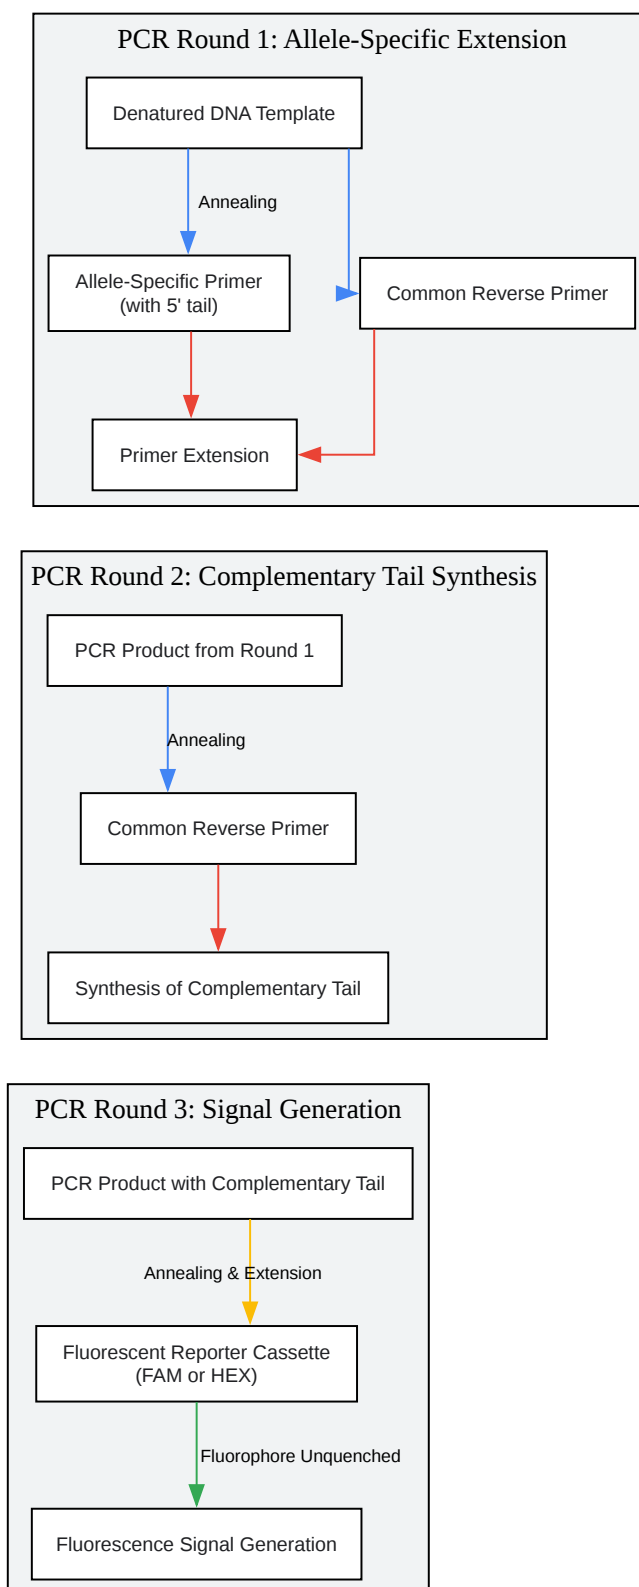 PCR Round 1: Allele-Specific Extension
Denatured DNA Template
Annealing
Allele-Specific Primer
(with 5' tail)
Common Reverse Primer
Primer Extension
PCR Round 2: Complementary Tail Synthesis
PCR Product from Round 1
Annealing
Common Reverse Primer
Synthesis of Complementary Tail
PCR Round 3: Signal Generation
PCR Product with Complementary Tail
Annealing & Extension
Fluorescent Reporter Cassette
(FAM or HEX)
Fluorophore Unquenched
Fluorescence Signal Generation